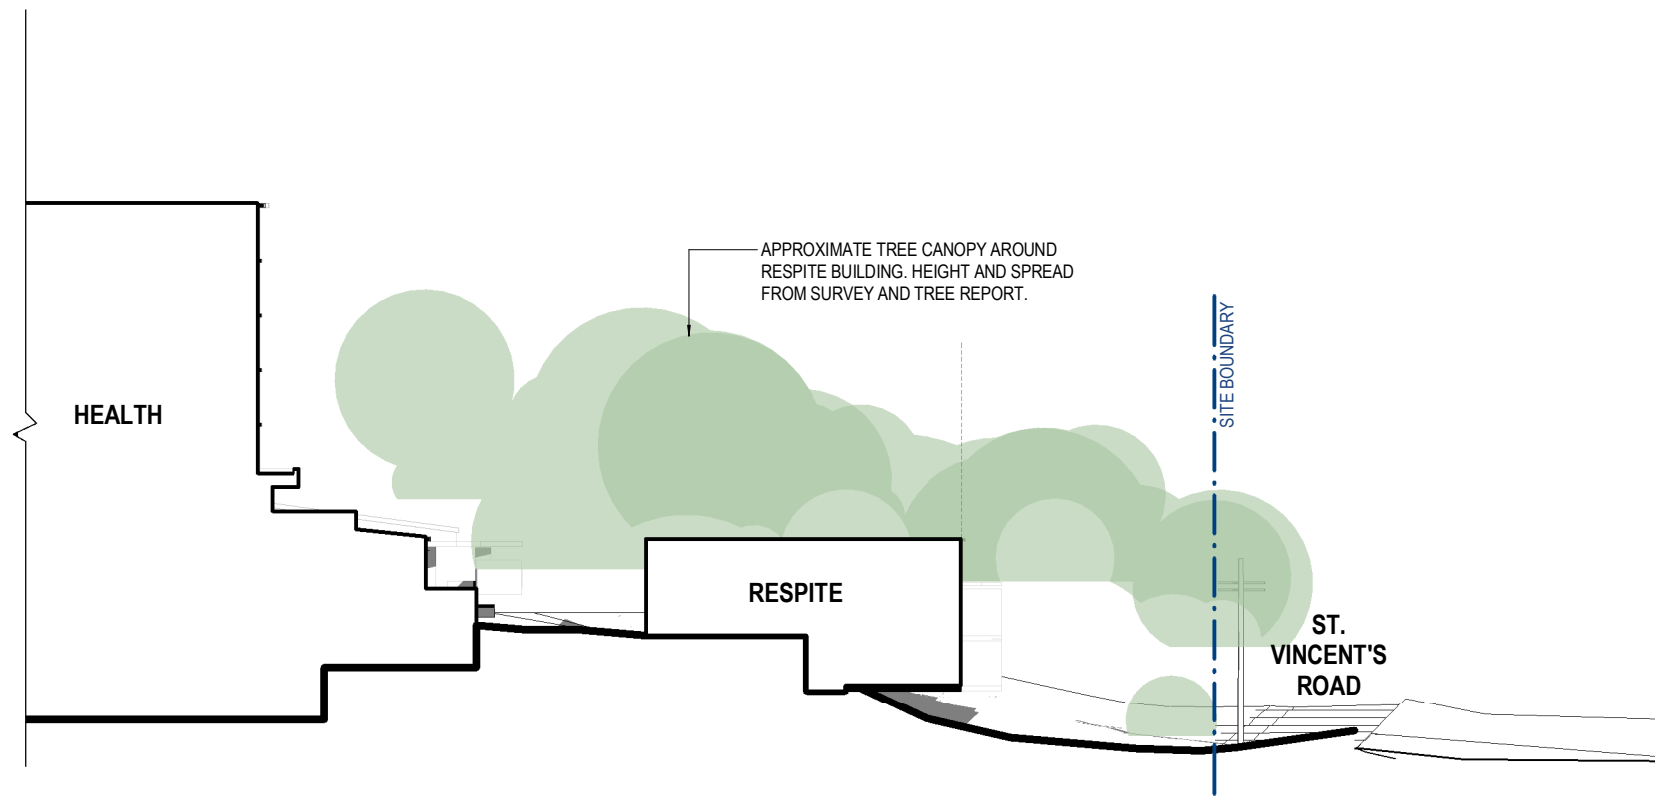 APPROXIMATE TREE CANOPY AROUND
RESPITE BUILDING. HEIGHT AND SPREAD
FROM SURVEY AND TREE REPORT.
SITE BOUNDARY
HEALTH
RESPITE
ST.
VINCENT'S
ROAD